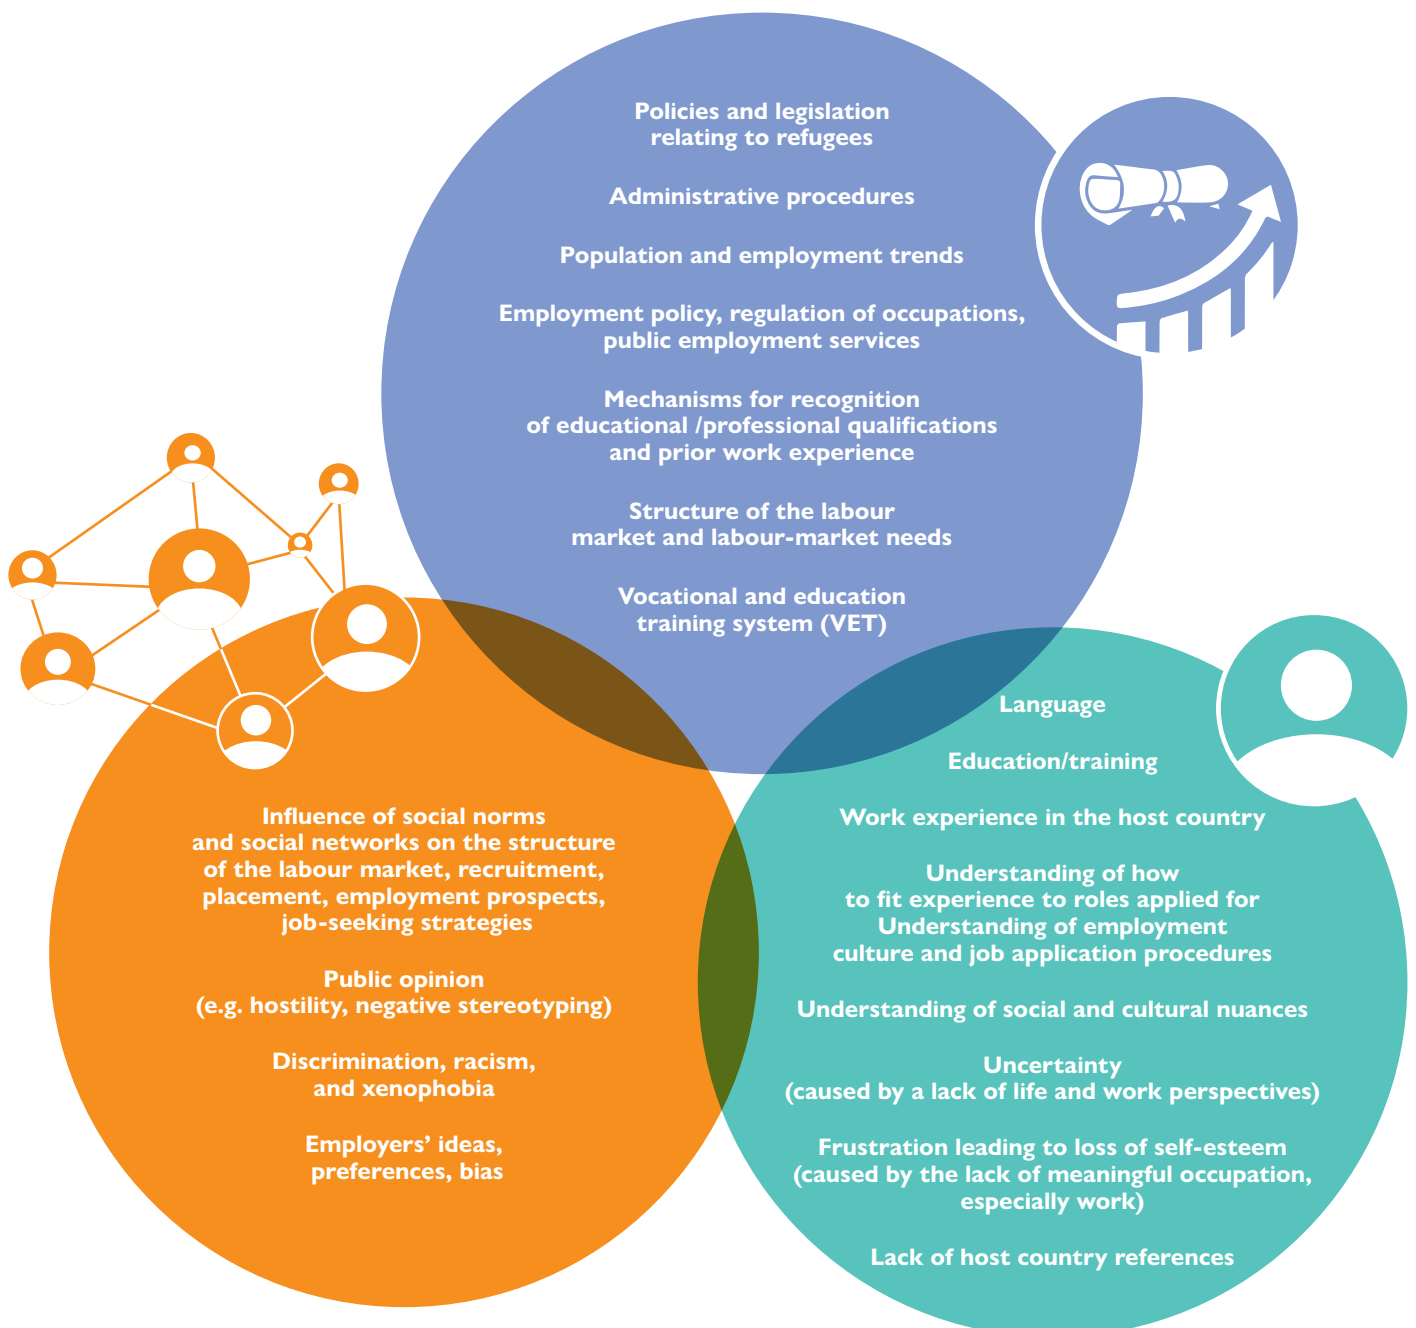 Policies and legislation
relating to refugees
Administrative procedures
Population and employment trends
Employment policy, regulation of occupations,
public employment services
Mechanisms for recognition
of educational /professional qualifications
and prior work experience
Structure of the labour
market and labour-market needs
Vocational and education
training system (VET)
Influence of social norms
and social networks on the structure
of the labour market, recruitment,
placement, employment prospects,
job-seeking strategies
Public opinion
(e.g. hostility, negative stereotyping)
Discrimination, racism,
and xenophobia
Employers’ ideas,
preferences, bias
Language
Education/training
Work experience in the host country
Understanding of how
to fit experience to roles applied for
Understanding of employment
culture and job application procedures
Understanding of social and cultural nuances
Uncertainty
(caused by a lack of life and work perspectives)
Frustration leading to loss of self-esteem
(caused by the lack of meaningful occupation,
especially work)
Lack of host country references